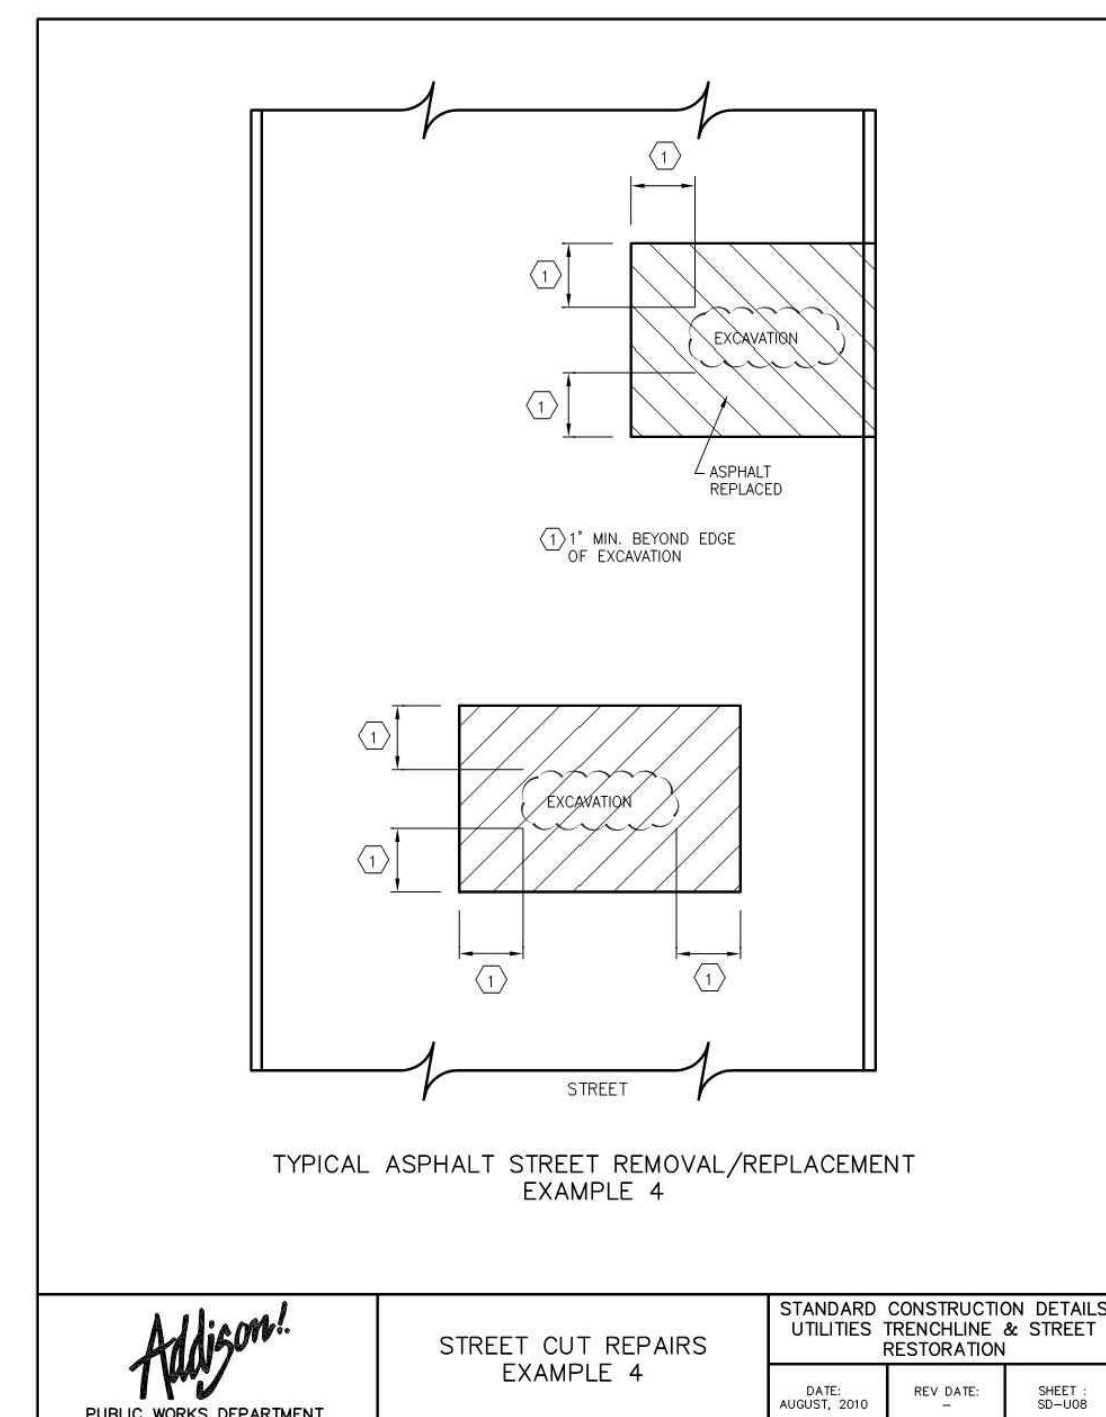 1
1
EXCAVATION
1
ASPHALT
REPLACED
1 1" MIN. BEYOND EDGE
OF EXCAVATION
1
EXCAVATION
1
1
1
STREET
TYPICAL ASPHALT STREET REMOVAL/REPLACEMENT
EXAMPLE 4
Addison!
PUBLIC WORKS DEPARTMENT
STREET CUT REPAIRS
EXAMPLE 4
STANDARD CONSTRUCTION DETAILS
UTILITIES TRENCHLINE & STREET
RESTORATION
DATE:
AUGUST, 2010
REV DATE:
–
SHEET :
SD–U08